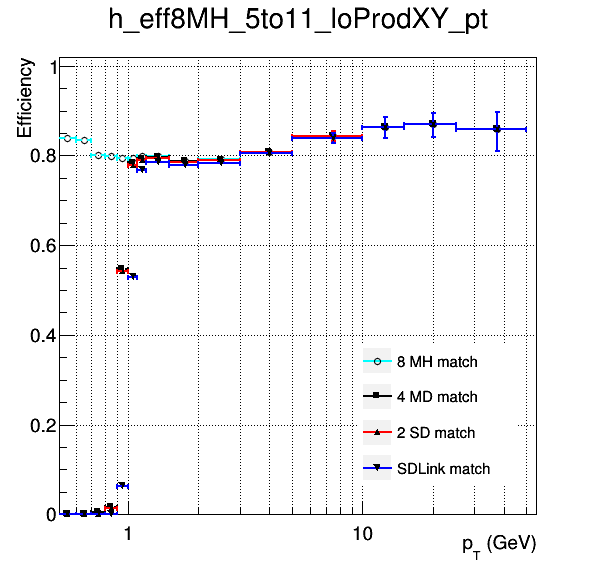 h_eff8MH_5to11_loProdXY_pt
Efficiency
1
0.8
0.6
0.4
0.2
0
8 MH match
4 MD match
2 SD match
SDLink match
1
10
p_T (GeV)